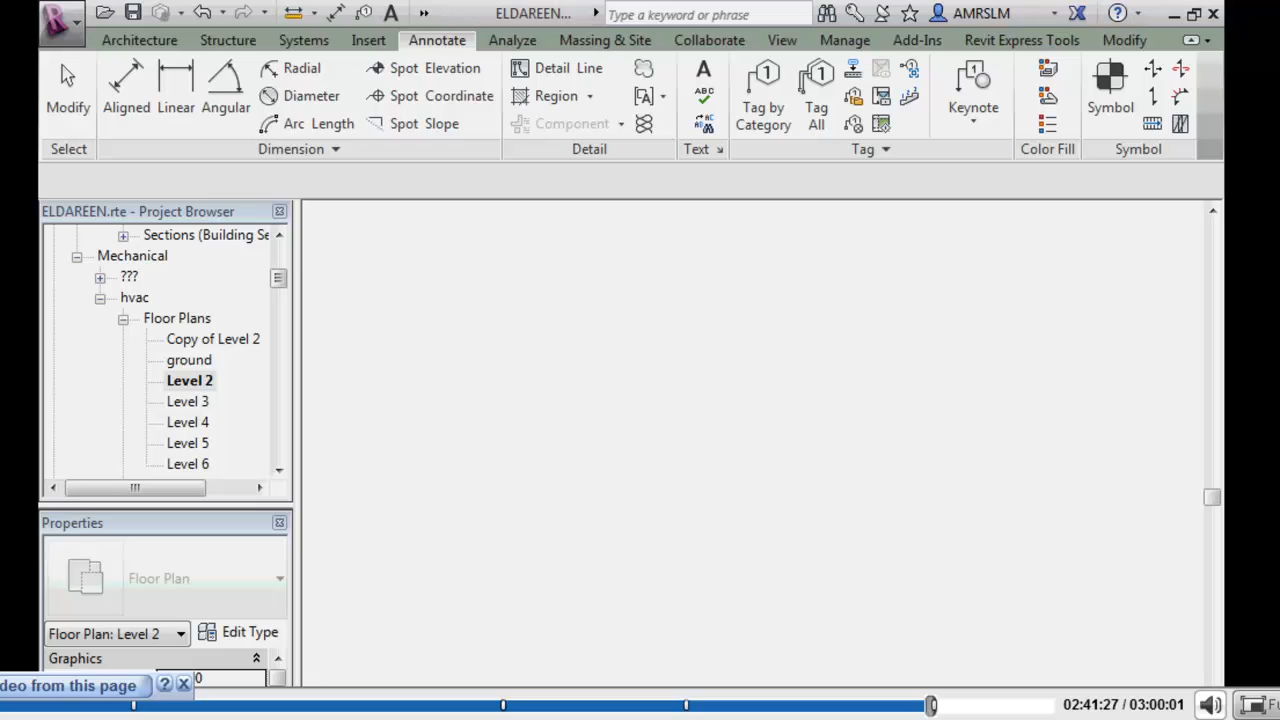 ELDAREEN...
Type a keyword or phrase
AMRSLM
Architecture
Structure
Systems
Insert
Annotate
Analyze
Massing & Site
Collaborate
View
Manage
Add-Ins
Revit Express Tools
Modify
Modify
Aligned
Linear
Angular
Radial
Diameter
Arc Length
Spot Elevation
Spot Coordinate
Spot Slope
Detail Line
Region
Component
A
ABC
Tag by
Category
Tag
All
Keynote
Symbol
Select
Dimension
Detail
Text
Tag
Color Fill
Symbol
ELDAREEN.rte - Project Browser
Sections (Building Se
Mechanical
???
hvac
Floor Plans
Copy of Level 2
ground
Level 2
Level 3
Level 4
Level 5
Level 6
Properties
Floor Plan
Floor Plan: Level 2
Edit Type
Graphics
0
deo from this page
02:41:27 / 03:00:01
Fu